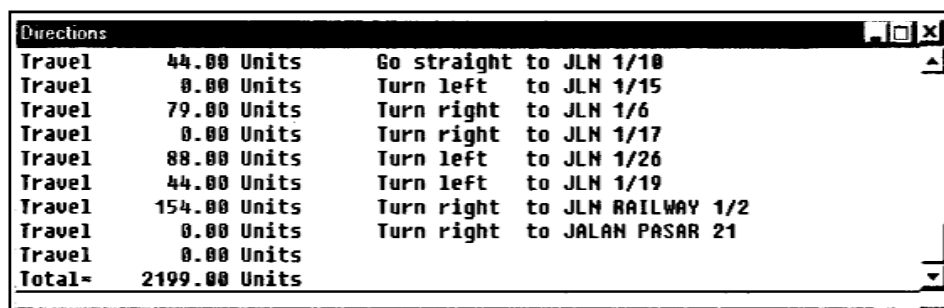 Directions
Travel 44.00 Units Go straight to JLN 1/10
Travel 0.00 Units Turn left to JLN 1/15
Travel 79.00 Units Turn right to JLN 1/6
Travel 0.00 Units Turn right to JLN 1/17
Travel 88.00 Units Turn left to JLN 1/26
Travel 44.00 Units Turn left to JLN 1/19
Travel 154.00 Units Turn right to JLN RAILWAY 1/2
Travel 0.00 Units Turn right to JALAN PASAR 21
Travel 0.00 Units
Total= 2199.00 Units